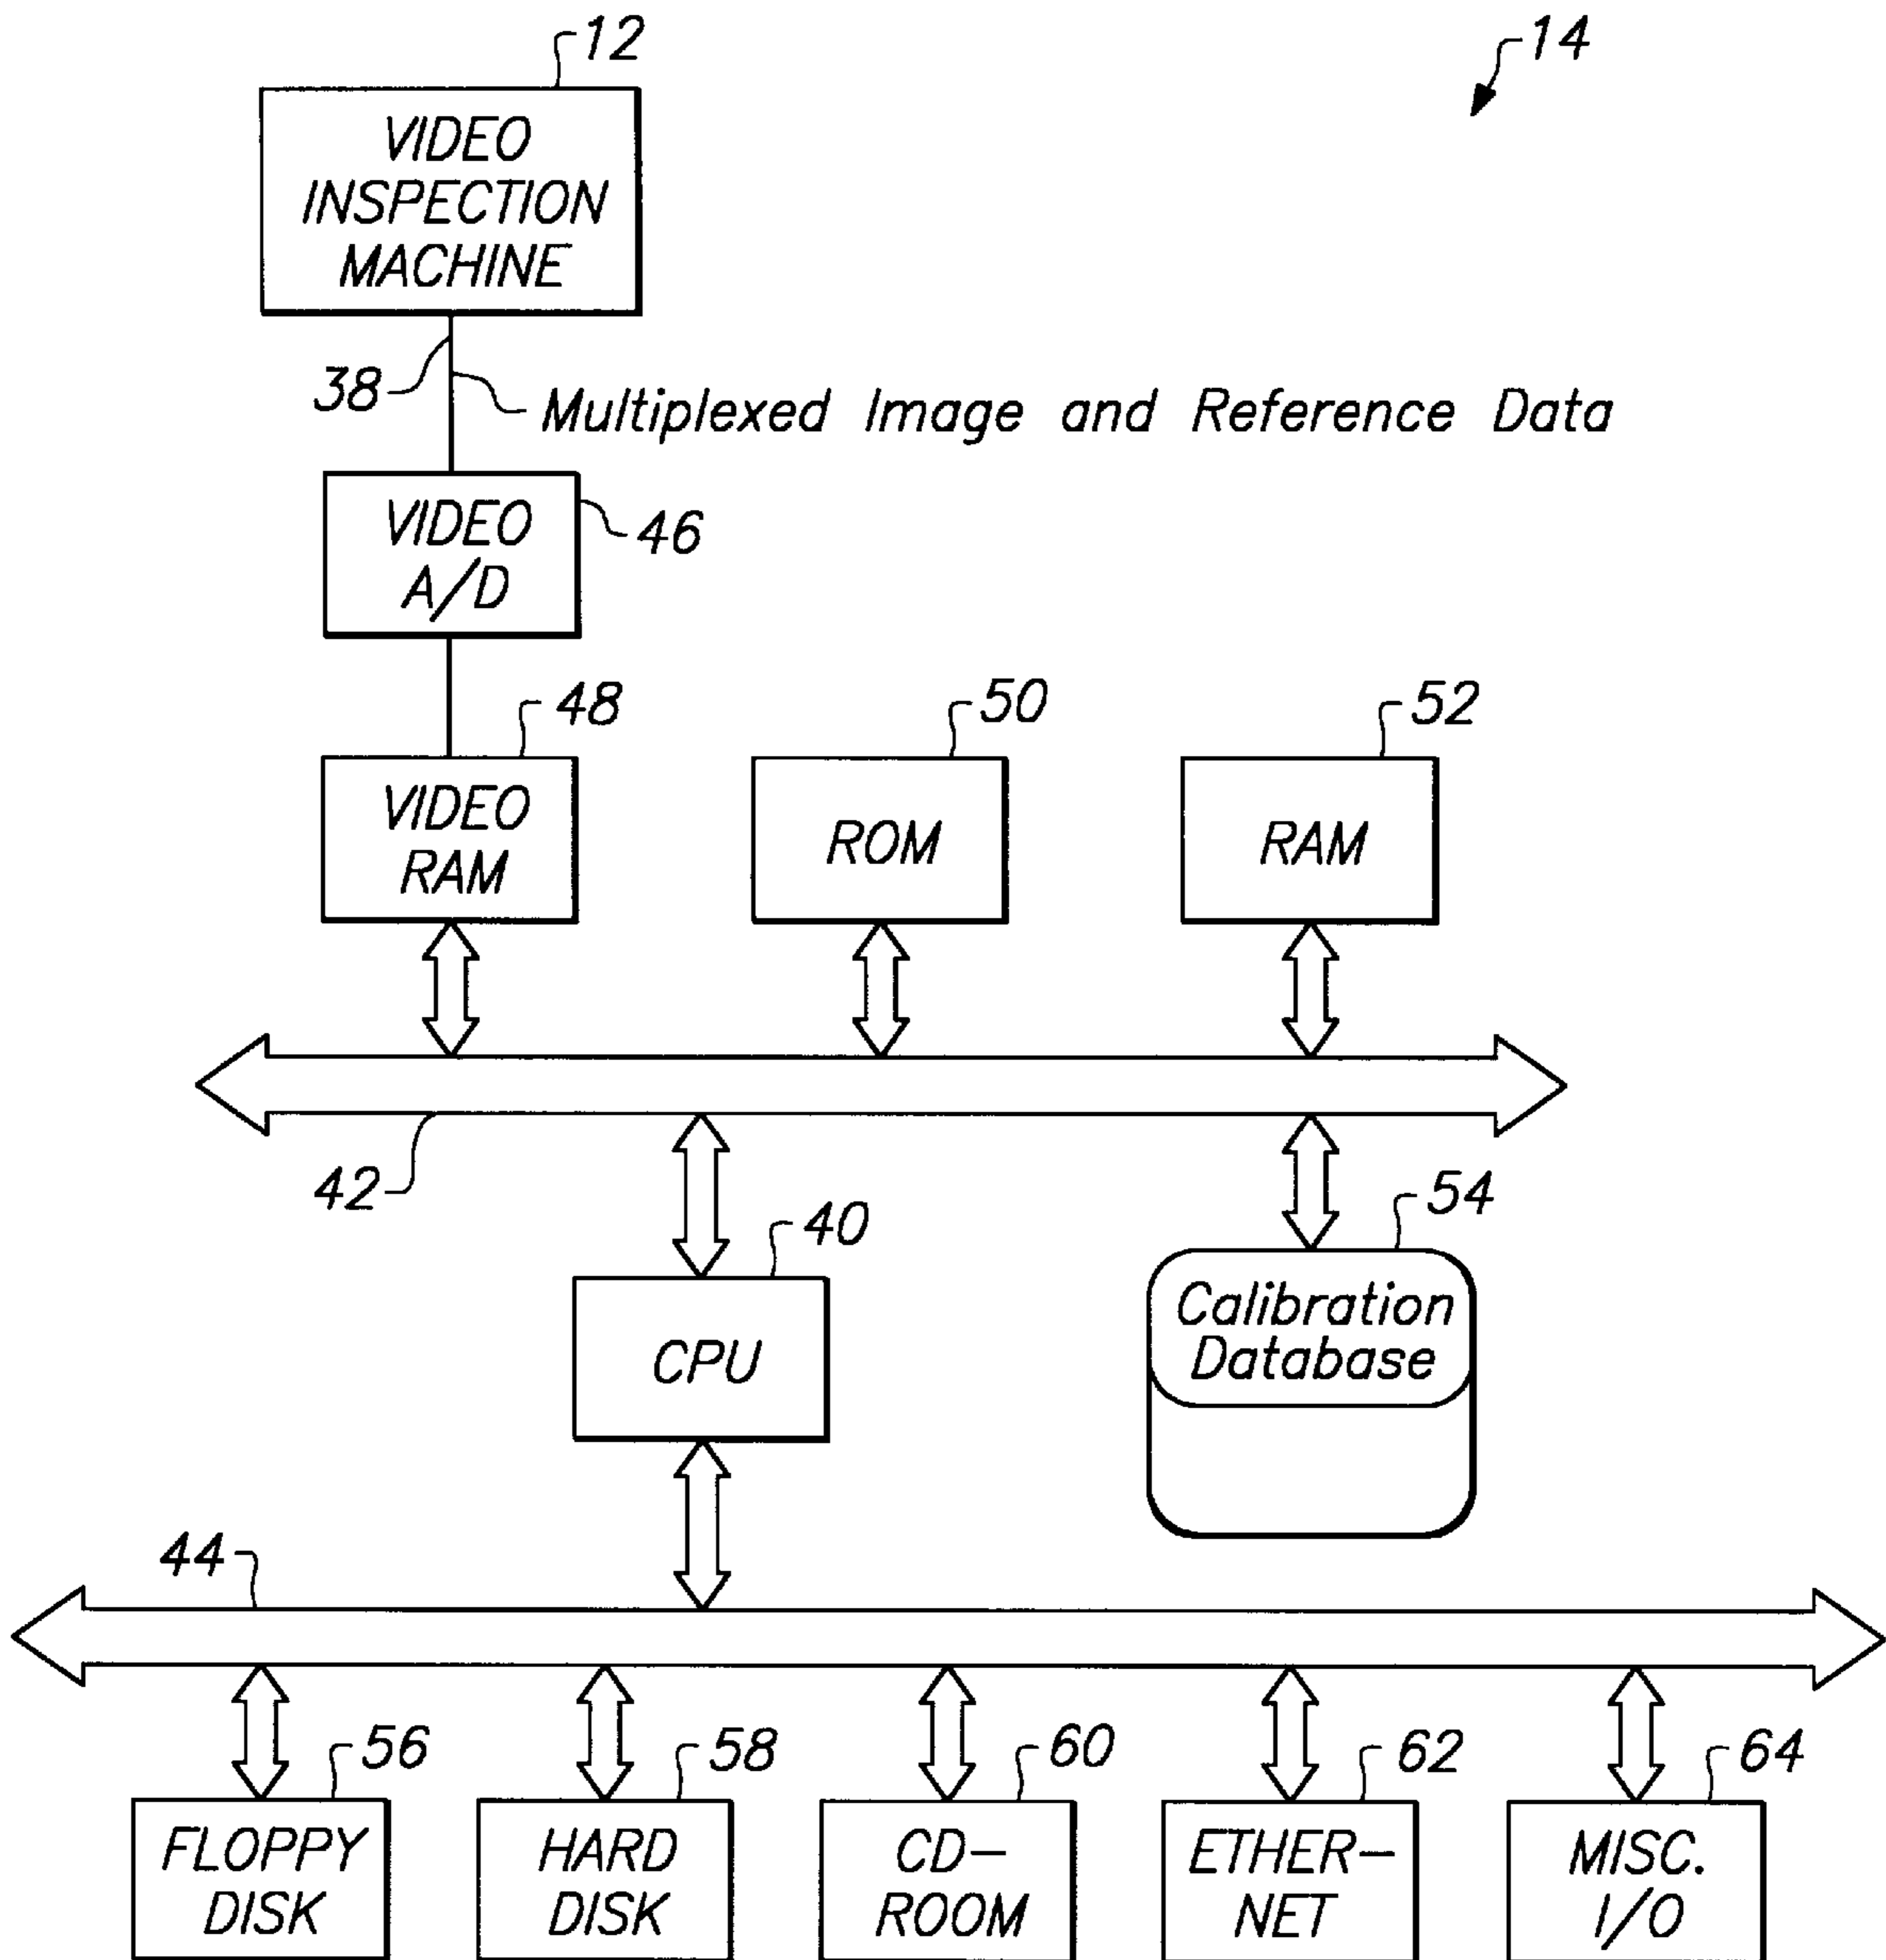 12
14
VIDEO
INSPECTION
MACHINE
38
Multiplexed Image and Reference Data
VIDEO
A/D
46
48
50
52
VIDEO
RAM
ROM
RAM
42
40
54
CPU
Calibration
Database
44
56
58
60
62
64
FLOPPY
DISK
HARD
DISK
CD-
ROOM
ETHER-
NET
MISC.
I/O